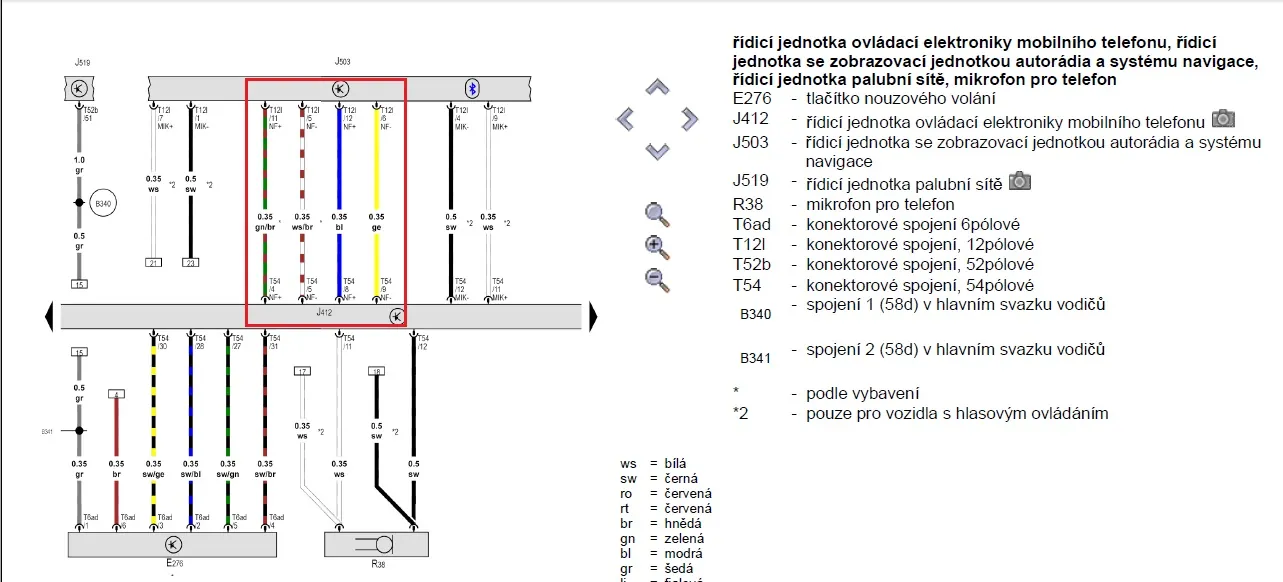 J519
J503
T52b
/51
T12l
/7
MIK+
T12l
/1
MIK-
T12l
/11
NF+
T12l
/5
NF-
T12l
/12
NF+
T12l
/6
NF-
T12l
/4
MIK-
T12l
/9
MIK+
1.0
gr
0.35
ws
*2
0.5
sw
*2
B340
0.35
gn/br
*
0.35
ws/br
*
0.35
bl
0.35
ge
0.5
sw
*2
0.35
ws
*2
0.5
gr
21
23
15
T54
/4
NF+
T54
/5
NF-
T54
/8
NF+
T54
/9
NF-
T54
/12
MIK-
T54
/11
MIK+
J412
15
T54
/30
T54
/28
T54
/27
T54
/31
T54
/11
T54
/12
17
18
0.5
gr
4
B341
0.35
ws
*2
0.5
sw
*2
0.35
gr
0.35
br
0.35
sw/ge
0.35
sw/bl
0.35
sw/gn
0.35
sw/br
0.35
ws
0.5
sw
T6ad
/1
T6ad
/6
T6ad
/3
T6ad
/2
T6ad
/5
T6ad
/4
E276
R38
řídicí jednotka ovládací elektroniky mobilního telefonu, řídicí
jednotka se zobrazovací jednotkou autorádia a systému navigace,
řídicí jednotka palubní sítě, mikrofon pro telefon
E276 - tlačítko nouzového volání
J412 - řídicí jednotka ovládací elektroniky mobilního telefonu
J503 - řídicí jednotka se zobrazovací jednotkou autorádia a systému
navigace
J519 - řídicí jednotka palubní sítě
R38 - mikrofon pro telefon
T6ad - konektorové spojení 6pólové
T12l - konektorové spojení, 12pólové
T52b - konektorové spojení, 52pólové
T54 - konektorové spojení, 54pólové
B340 - spojení 1 (58d) v hlavním svazku vodičů
B341 - spojení 2 (58d) v hlavním svazku vodičů
* - podle vybavení
*2 - pouze pro vozidla s hlasovým ovládáním
ws = bílá
sw = černá
ro = červená
rt = červená
br = hnědá
gn = zelená
bl = modrá
gr = šedá